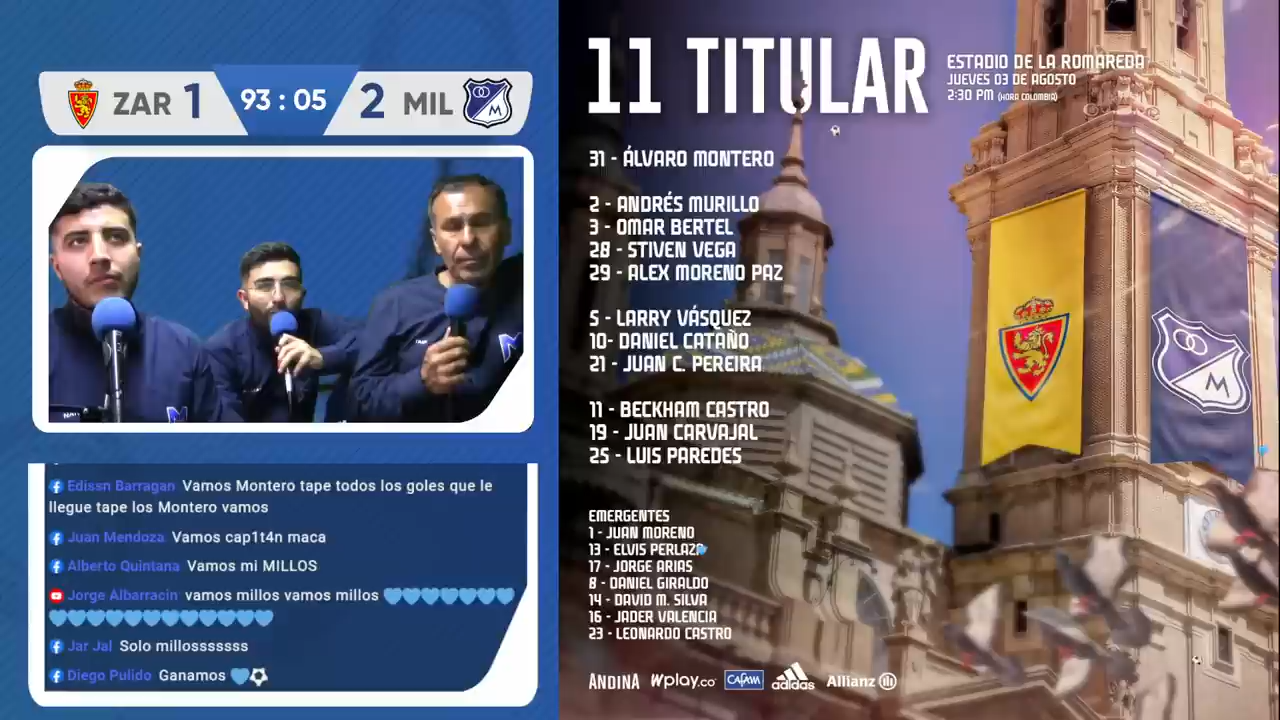 ZAR 1 93 : 05 2 MIL
Edissn Barragan Vamos Montero tape todos los goles que le
llegue tape los Montero vamos
Juan Mendoza Vamos cap1t4n maca
Alberto Quintana Vamos mi MILLOS
Jorge Albarracin vamos millos vamos millos 💙💙💙💙💙💙💙
💙💙💙💙💙💙💙💙💙💙💙💙
Jar Jal Solo millosssssss
Diego Pulido Ganamos 💙⚽
11 TITULAR
ESTADIO DE LA ROMAREDA
JUEVES 03 DE AGOSTO
2:30 PM (HORA COLOMBIA)
31 - ÁLVARO MONTERO
2 - ANDRÉS MURILLO
3 - OMAR BERTEL
28 - STIVEN VEGA
29 - ALEX MORENO PAZ
5 - LARRY VÁSQUEZ
10- DANIEL CATAÑO
21 - JUAN C. PEREIRA
11 - BECKHAM CASTRO
19 - JUAN CARVAJAL
25 - LUIS PAREDES
EMERGENTES
1 - JUAN MORENO
13 - ELVIS PERLAZA
17 - JORGE ARIAS
8 - DANIEL GIRALDO
14 - DAVID M. SILVA
16 - JADER VALENCIA
23 - LEONARDO CASTRO
ANDINA Wplay.co CAFAM adidas Allianz
M